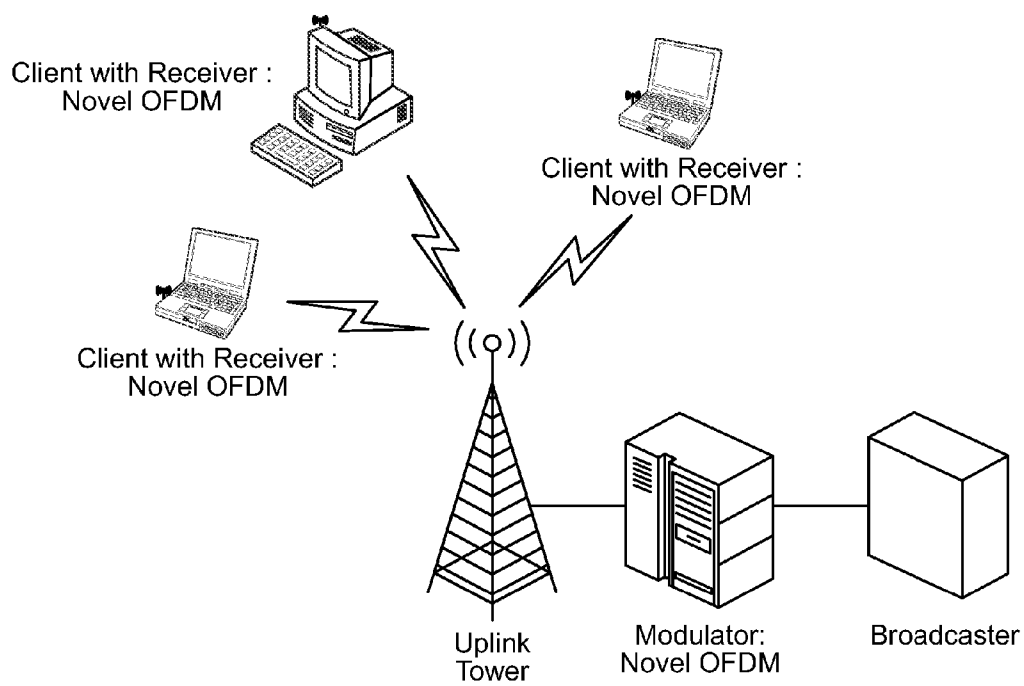 Client with Receiver :
Novel OFDM
Client with Receiver :
Novel OFDM
Client with Receiver :
Novel OFDM
Uplink
Tower
Modulator:
Novel OFDM
Broadcaster